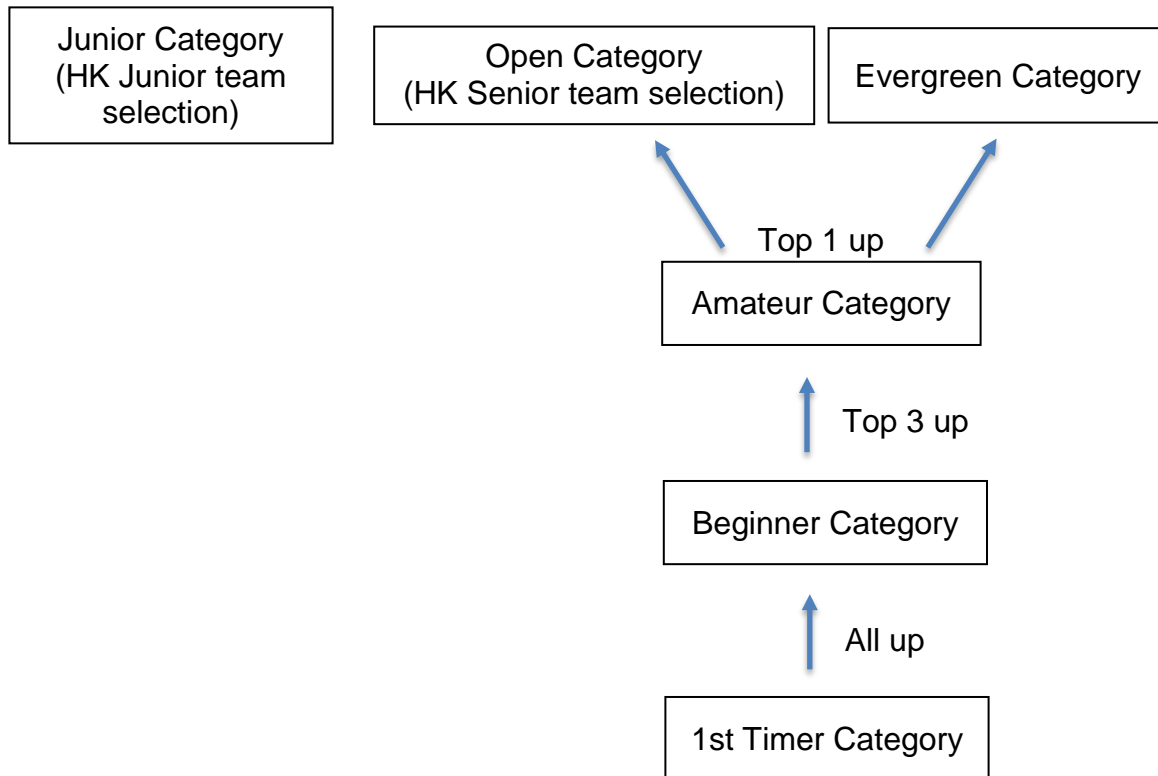 Junior Category
(HK Junior team
selection)
Open Category
(HK Senior team selection)
Evergreen Category
Top 1 up
Amateur Category
Top 3 up
Beginner Category
All up
1st Timer Category